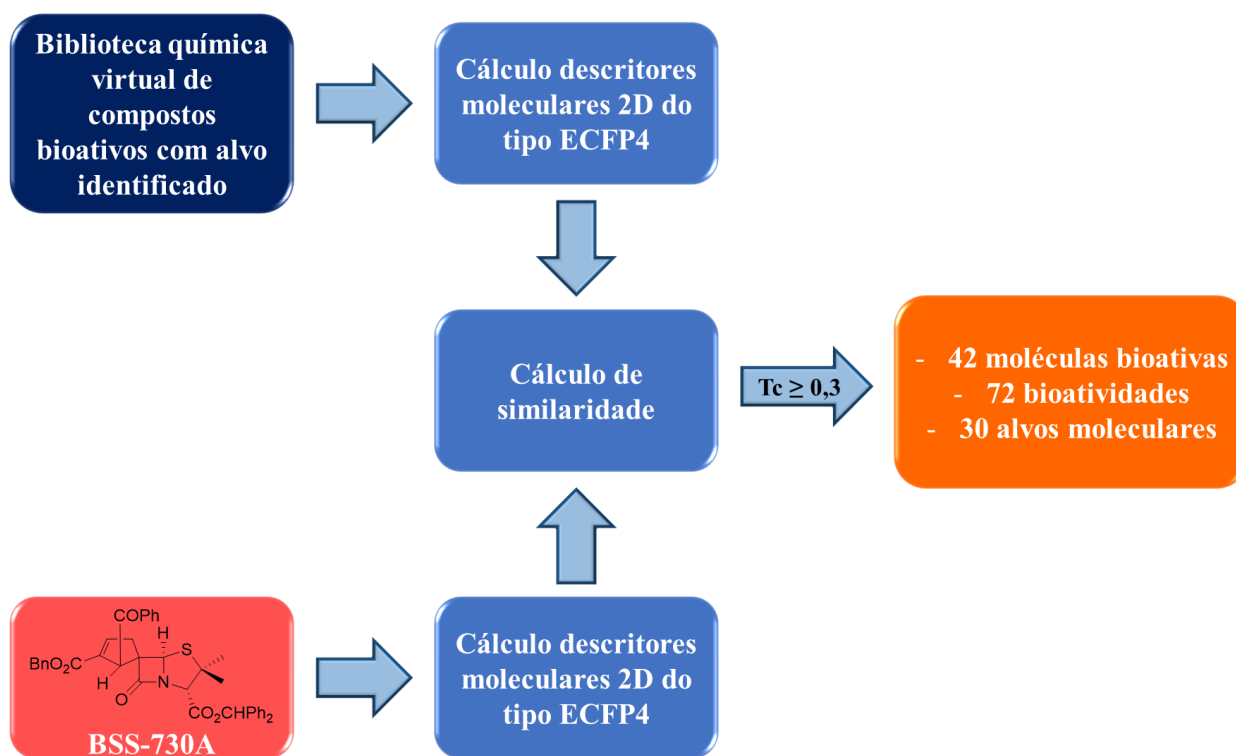 Biblioteca química
virtual de
compostos
bioativos com alvo
identificado
Cálculo descritores
moleculares 2D do
tipo ECFP4
Cálculo de
similaridade
Tc ≥ 0,3
- 42 moléculas bioativas
- 72 bioatividades
- 30 alvos moleculares
COPh
H
S
BnO₂C
H
N
O
CO₂CHPh₂
BSS-730A
Cálculo descritores
moleculares 2D do
tipo ECFP4